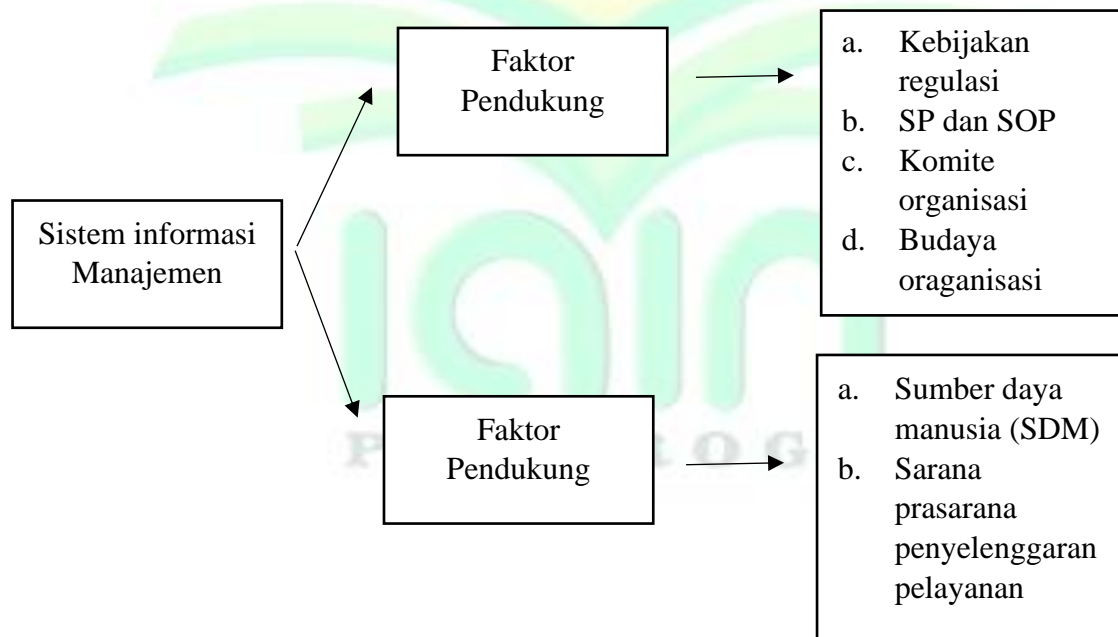 Faktor
Pendukung
a. Kebijakan
regulasi
b. SP dan SOP
c. Komite
organisasi
d. Budaya
oraganisasi
Sistem informasi
Manajemen
Faktor
Pendukung
a. Sumber daya
manusia (SDM)
b. Sarana
prasarana
penyelenggaran
pelayanan
iain